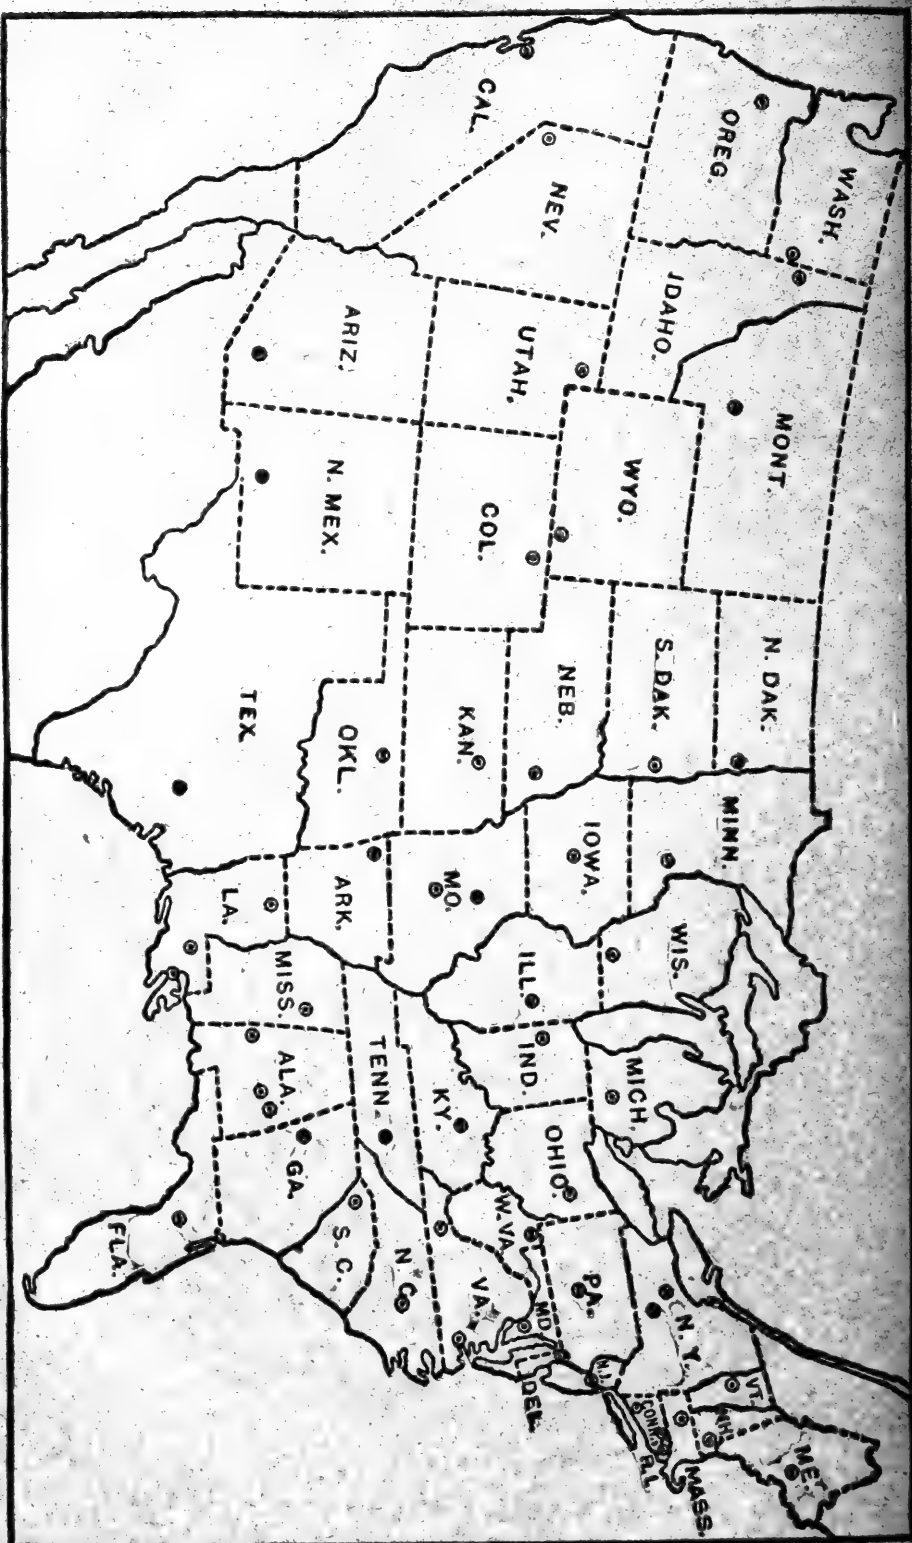 WASH.
OREG.
CAL.
NEV.
IDAHO.
MONT.
UTAH.
ARIZ.
WYO.
COL.
N. MEX.
N. DAK.
S. DAK.
NEB.
KAN.
OKL.
TEX.
MINN.
IOWA.
MO.
ARK.
LA.
WIS.
ILL.
MISS.
MICH.
IND.
KY.
TENN.
ALA.
OHIO.
GA.
FLA.
W. VA.
VA.
N. C.
S. C.
PA.
MD.
DEL.
N. J.
N. Y.
VT.
N.H.
ME.
MASS.
CONN.
R.I.